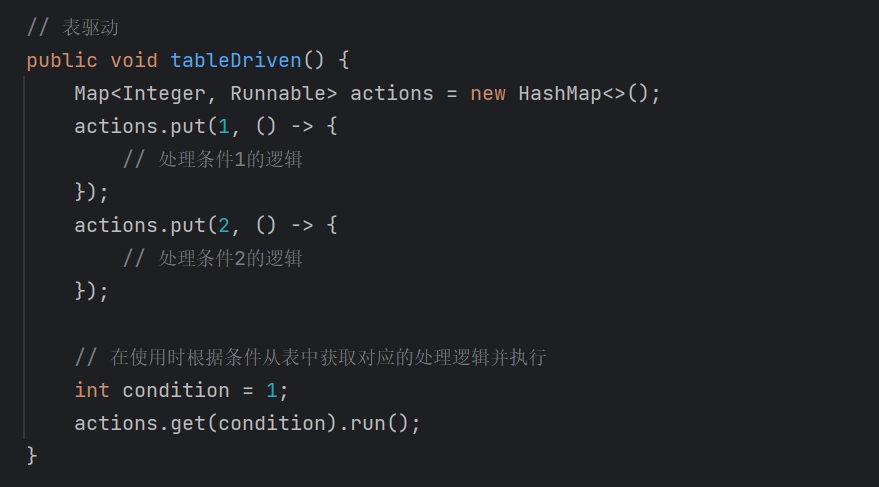 // 表驱动
public void tableDriven() {
    Map<Integer, Runnable> actions = new HashMap<>();
    actions.put(1, () -> {
        // 处理条件1的逻辑
    });
    actions.put(2, () -> {
        // 处理条件2的逻辑
    });

    // 在使用时根据条件从表中获取对应的处理逻辑并执行
    int condition = 1;
    actions.get(condition).run();
}